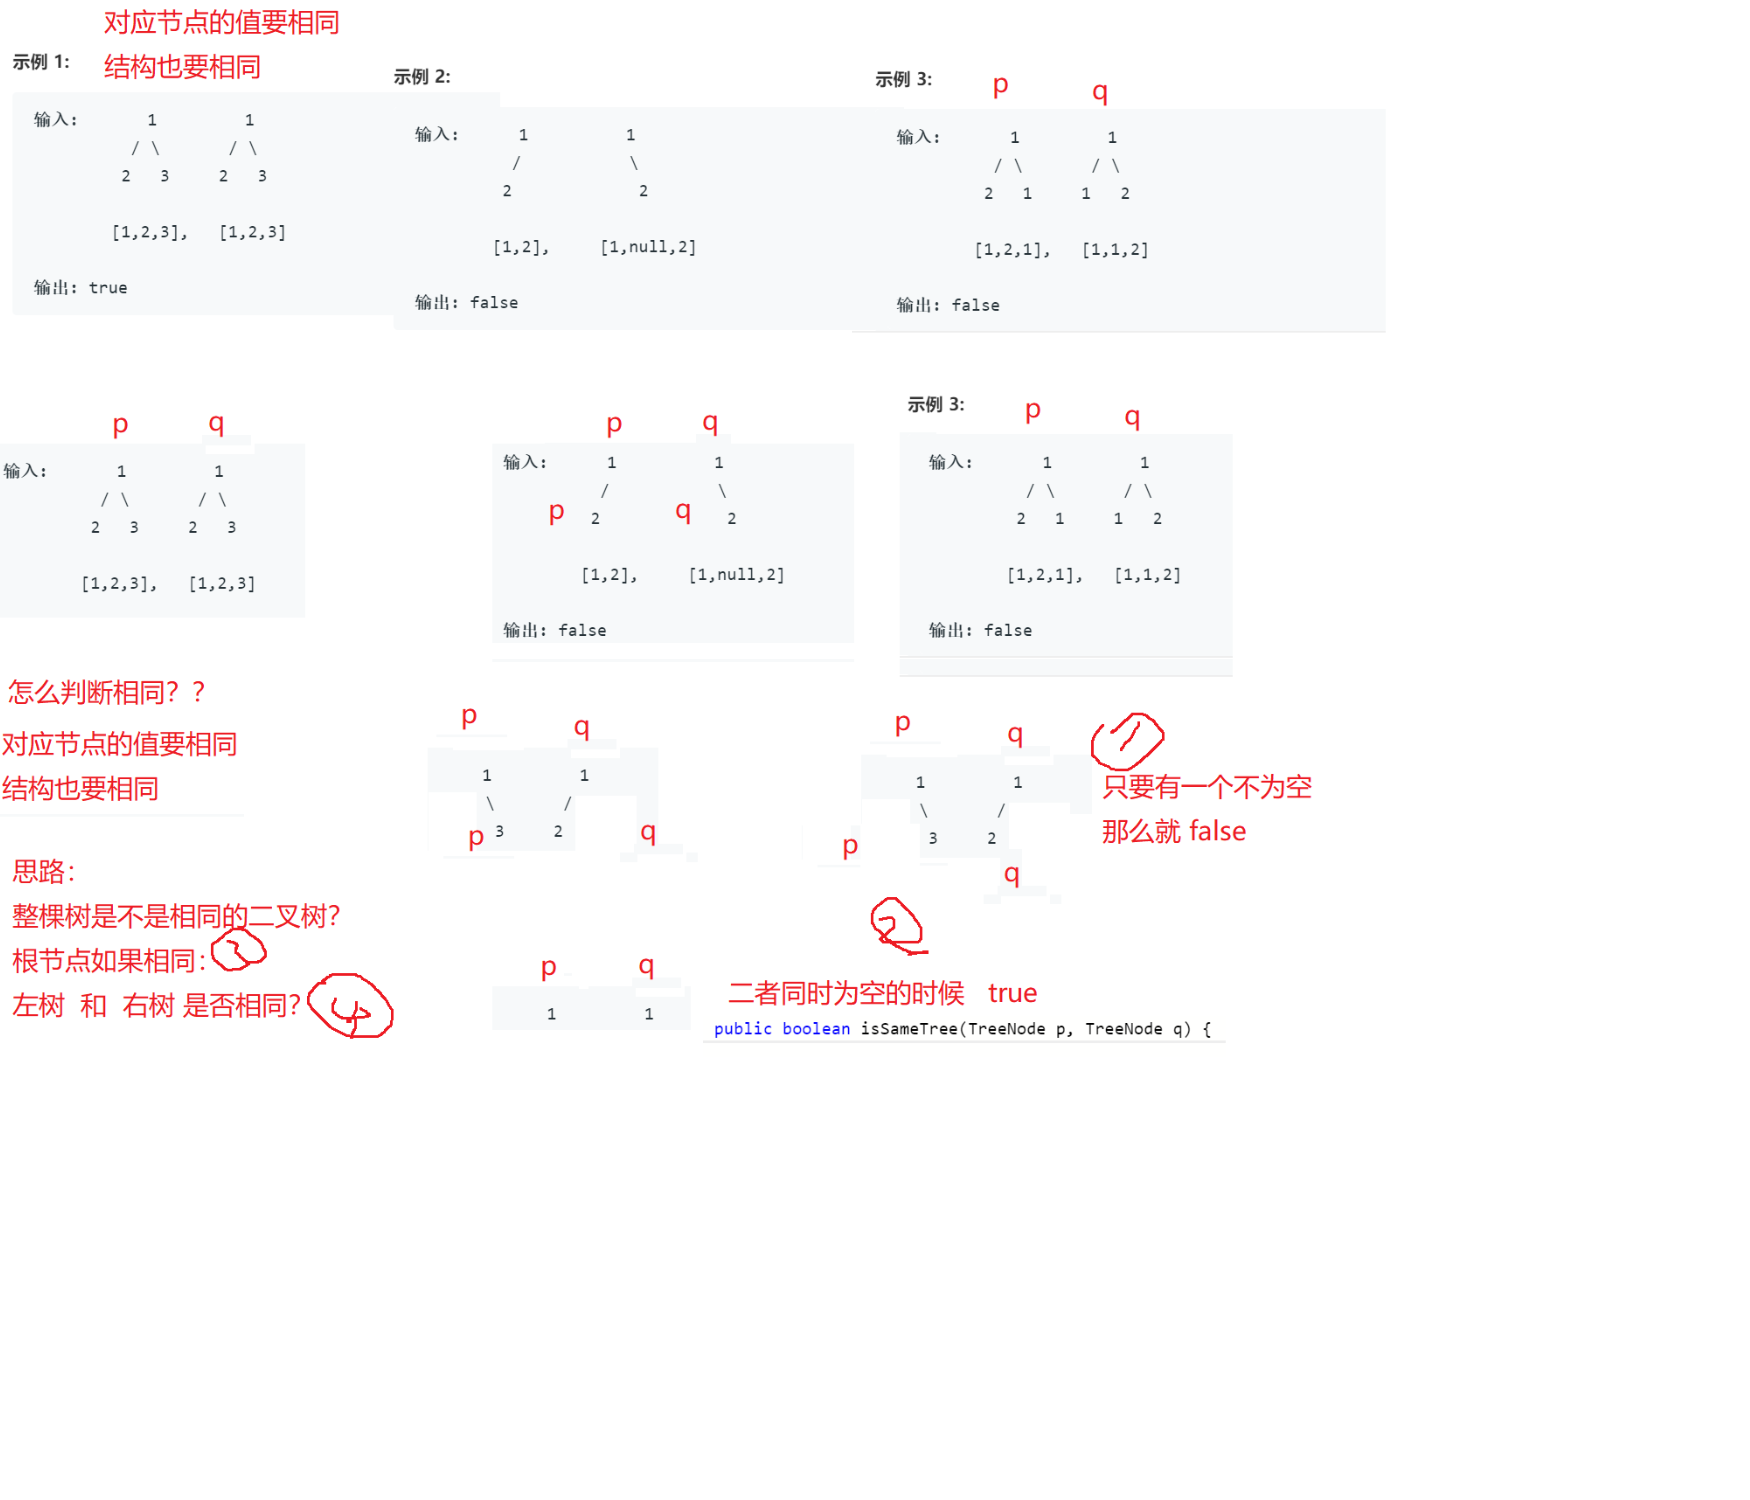 对应节点的值要相同
结构也要相同
示例 1:
输入: 1 1
/ \ / \
2 3 2 3
[1,2,3], [1,2,3]
输出: true
示例 2:
输入: 1 1
/ \
2 2
[1,2], [1,null,2]
输出: false
示例 3:
p q
输入: 1 1
/ \ / \
2 1 1 2
[1,2,1], [1,1,2]
输出: false
p q
输入: 1 1
/ \ / \
2 3 2 3
[1,2,3], [1,2,3]
p q
输入: 1 1
/ \
p 2 q 2
[1,2], [1,null,2]
输出: false
示例 3:
p q
输入: 1 1
/ \ / \
2 1 1 2
[1,2,1], [1,1,2]
输出: false
怎么判断相同？？
对应节点的值要相同
结构也要相同
思路：
整棵树是不是相同的二叉树？
根节点如果相同：
左树 和 右树 是否相同？ 4
p q
1 1
\ /
p 3 2 q
p q
1 1
\ /
3 2
p q
1
只要有一个不为空
那么就 false
2
二者同时为空的时候 true
p q
1 1
public boolean isSameTree(TreeNode p, TreeNode q) {